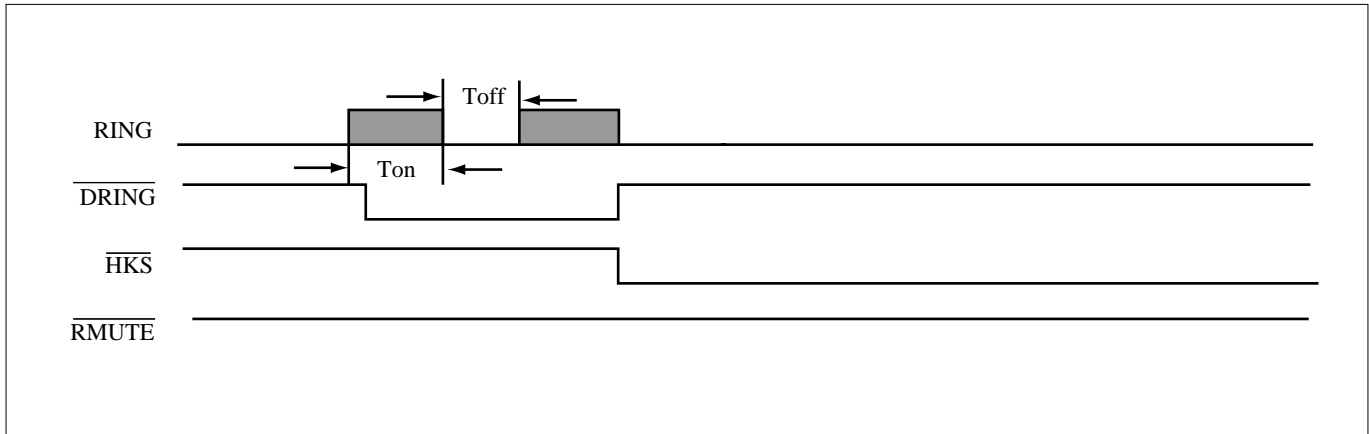 Toff
RING
Ton
DRING
HKS
RMUTE